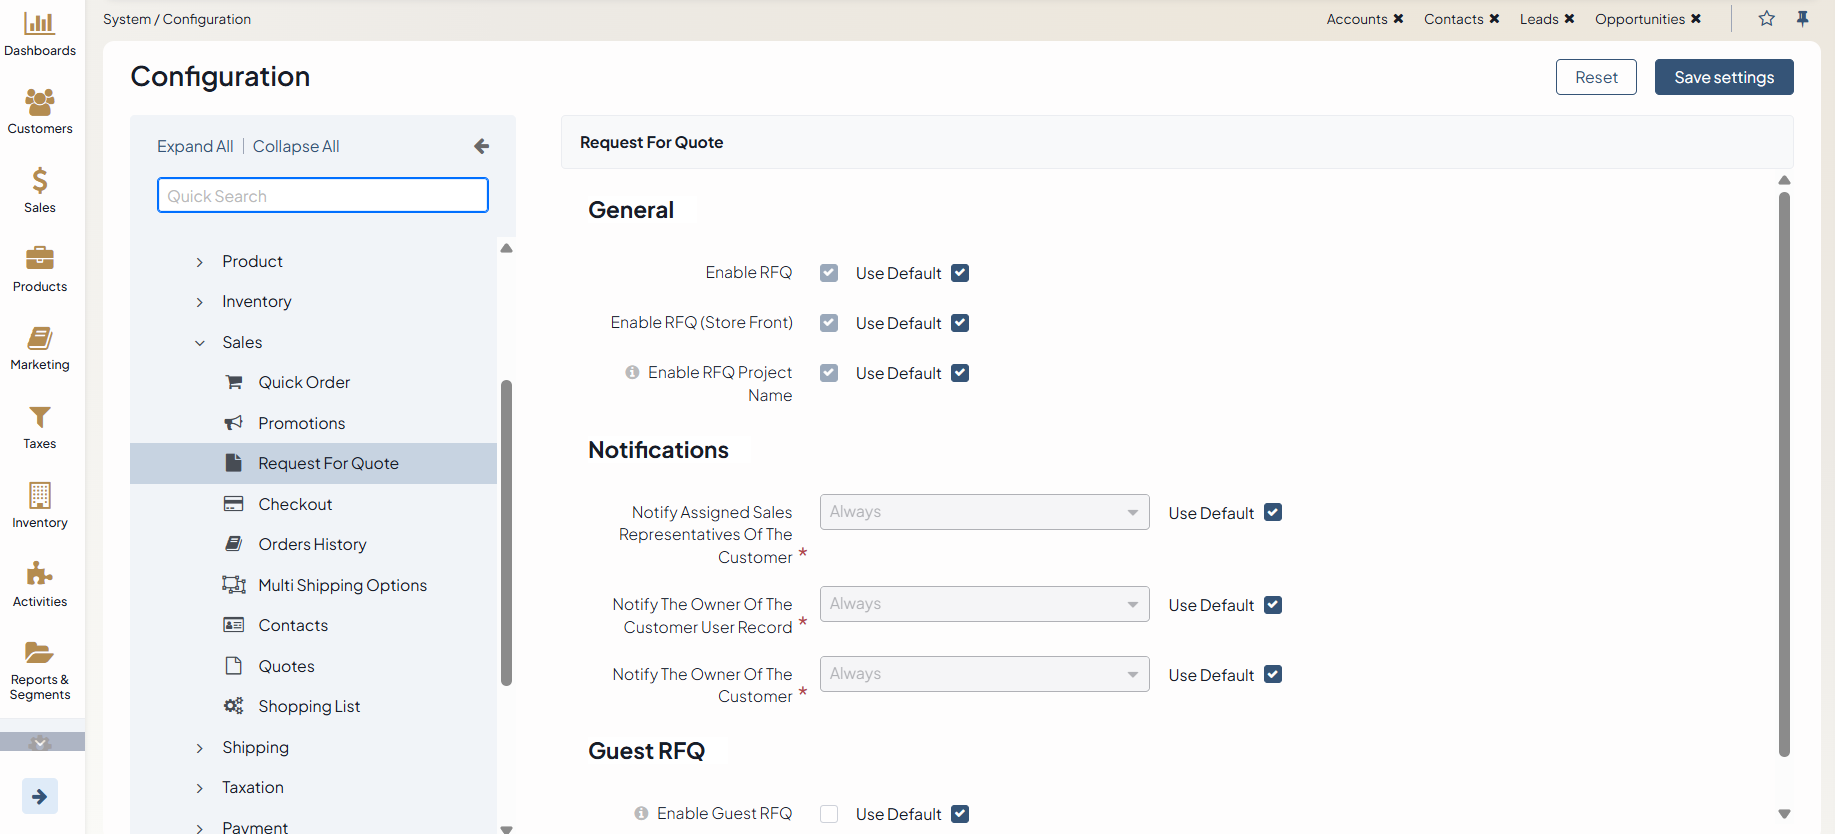 System / Configuration
Accounts ✖ Contacts ✖ Leads ✖ Opportunities ✖
Dashboards
Customers
Sales
Products
Marketing
Taxes
Inventory
Activities
Reports &
Segments
Configuration
Reset
Save settings
Expand All | Collapse All
Quick Search
Product
Inventory
Sales
Quick Order
Promotions
Request For Quote
Checkout
Orders History
Multi Shipping Options
Contacts
Quotes
Shopping List
Shipping
Taxation
Payment
Request For Quote
General
Enable RFQ
Use Default
Enable RFQ (Store Front)
Use Default
Enable RFQ Project
Name
Use Default
Notifications
Notify Assigned Sales
Representatives Of The
Customer *
Always
Use Default
Notify The Owner Of The
Customer User Record *
Always
Use Default
Notify The Owner Of The
Customer *
Always
Use Default
Guest RFQ
Enable Guest RFQ
Use Default